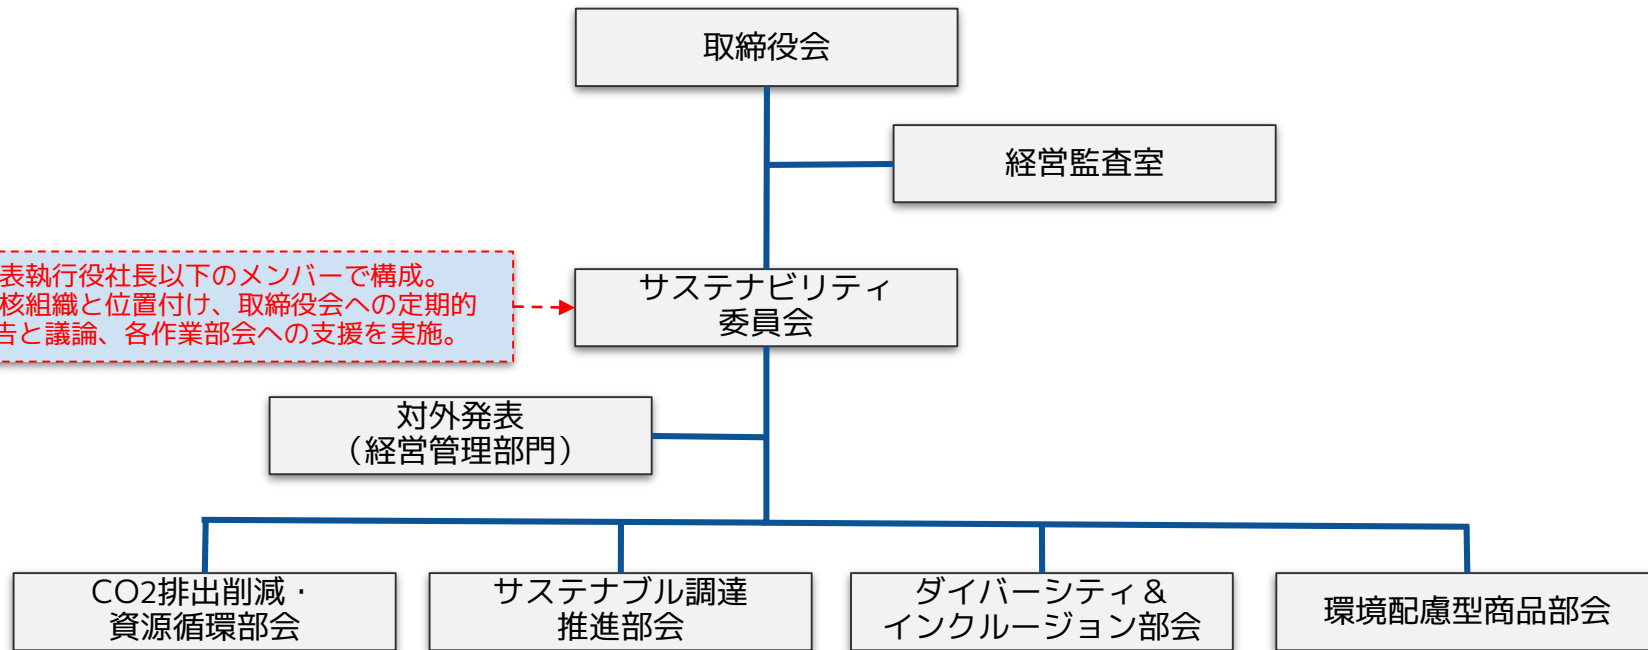 取締役会
経営監査室
表執行役社長以下のメンバーで構成。
核組織と位置付け、取締役会への定期的
告と議論、各作業部会への支援を実施。
サステナビリティ
委員会
対外発表
（経営管理部門）
CO2排出削減・
資源循環部会
サステナブル調達
推進部会
ダイバーシティ＆
インクルージョン部会
環境配慮型商品部会